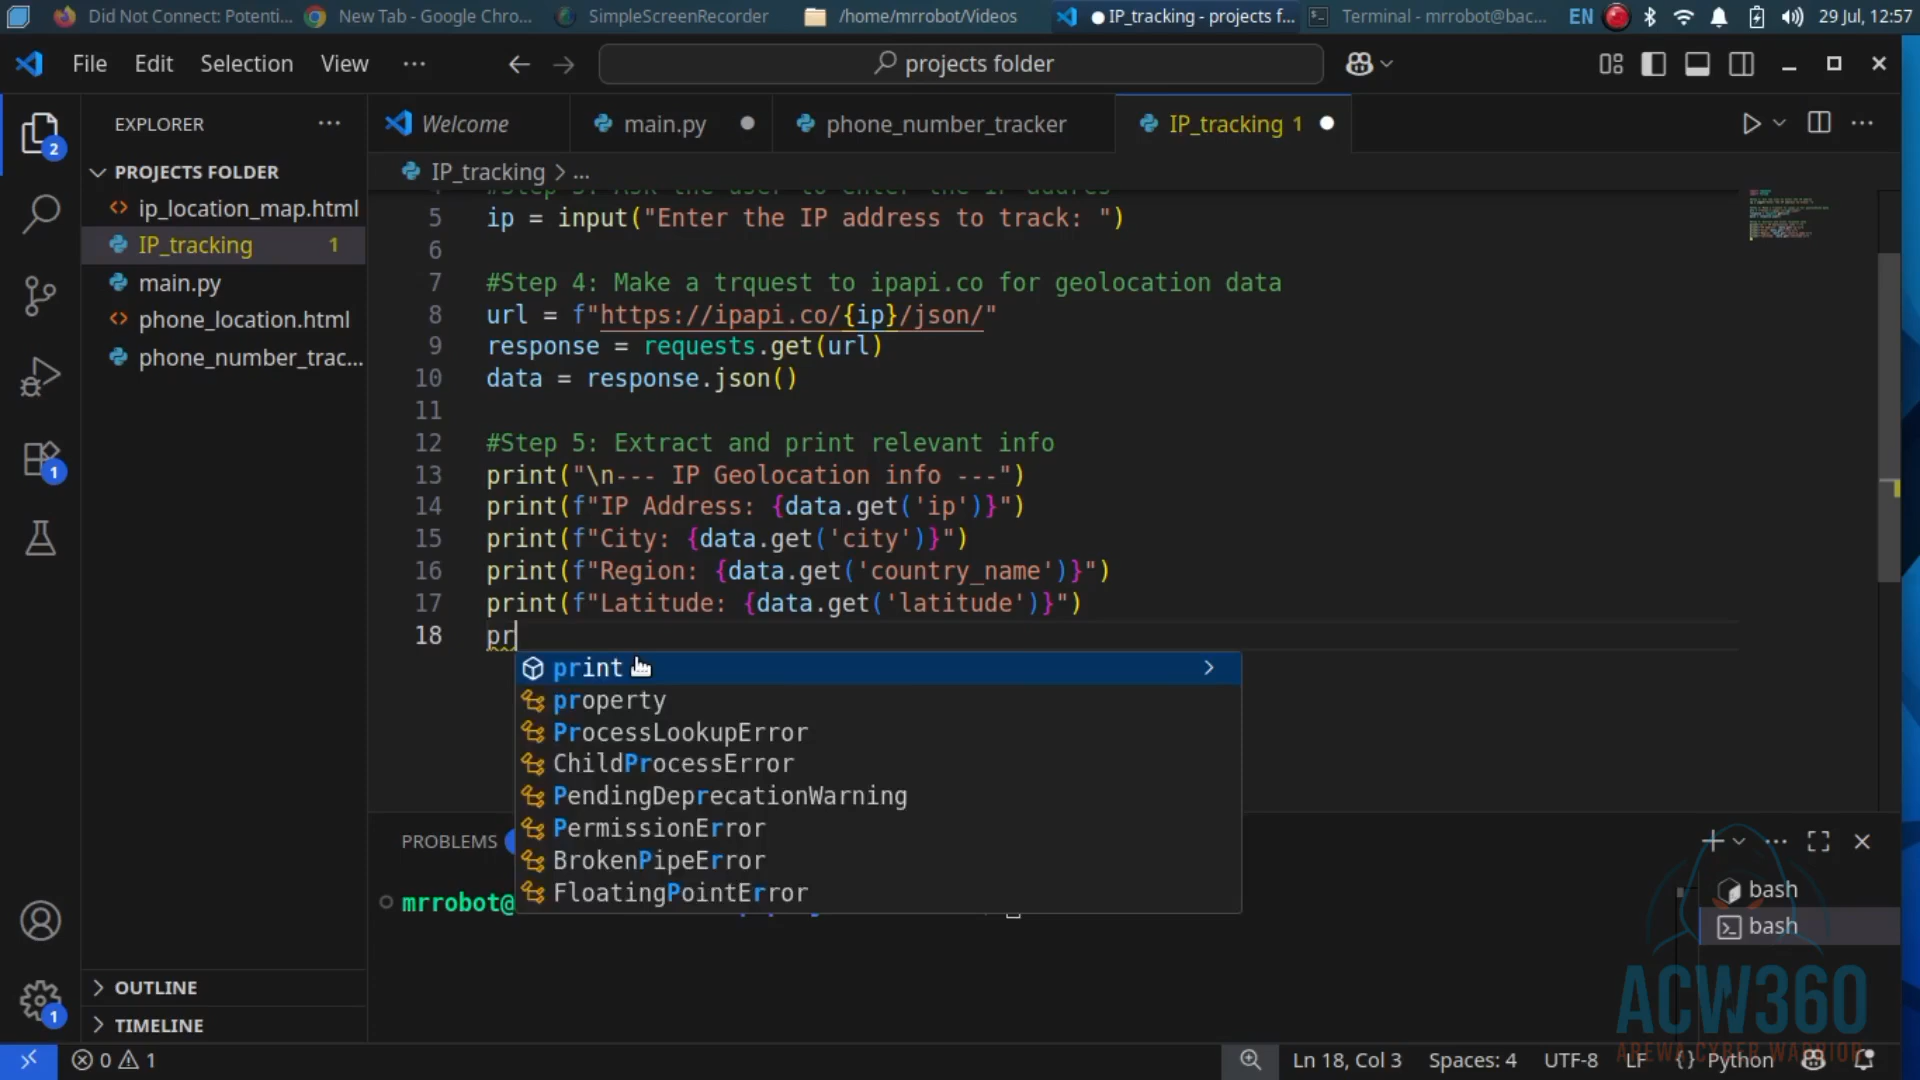 Did Not Connect: Potenti...
New Tab - Google Chro...
SimpleScreenRecorder
/home/mrrobot/Videos
IP_tracking - projects f...
Terminal - mrrobot@bac...
EN
29 Jul, 12:57
File Edit Selection View ...
projects folder
EXPLORER
Welcome
main.py
phone_number_tracker
IP_tracking 1
PROJECTS FOLDER
ip_location_map.html
IP_tracking 1
main.py
phone_location.html
phone_number_trac...
IP_tracking > ...
5 ip = input("Enter the IP address to track: ")
6
7 #Step 4: Make a trquest to ipapi.co for geolocation data
8 url = f"https://ipapi.co/{ip}/json/"
9 response = requests.get(url)
10 data = response.json()
11
12 #Step 5: Extract and print relevant info
13 print("\n--- IP Geolocation info ---")
14 print(f"IP Address: {data.get('ip')}")
15 print(f"City: {data.get('city')}")
16 print(f"Region: {data.get('country_name')}")
17 print(f"Latitude: {data.get('latitude')}")
18 pr
print
property
ProcessLookupError
ChildProcessError
PendingDeprecationWarning
PermissionError
BrokenPipeError
FloatingPointError
PROBLEMS
mrrobot@
bash
bash
2
1
1
OUTLINE
TIMELINE
ACW360
AREWA CYBER WARRIOR
0 1
Ln 18, Col 3 Spaces: 4 UTF-8 LF {} Python